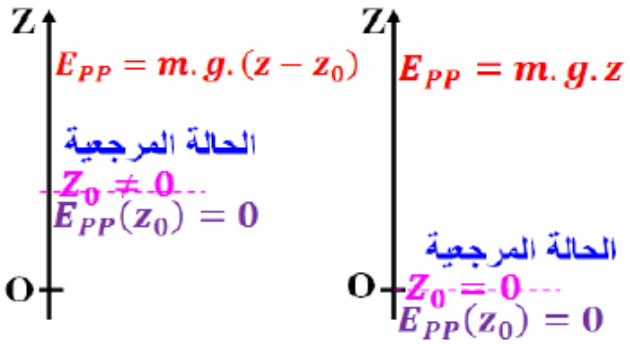 Z
E_PP = m.g.(z − z_0)
الحالة المرجعية
Z_0 ≠ 0
E_PP(z_0) = 0
O
Z
E_PP = m.g.z
الحالة المرجعية
O
Z_0 = 0
E_PP(z_0) = 0